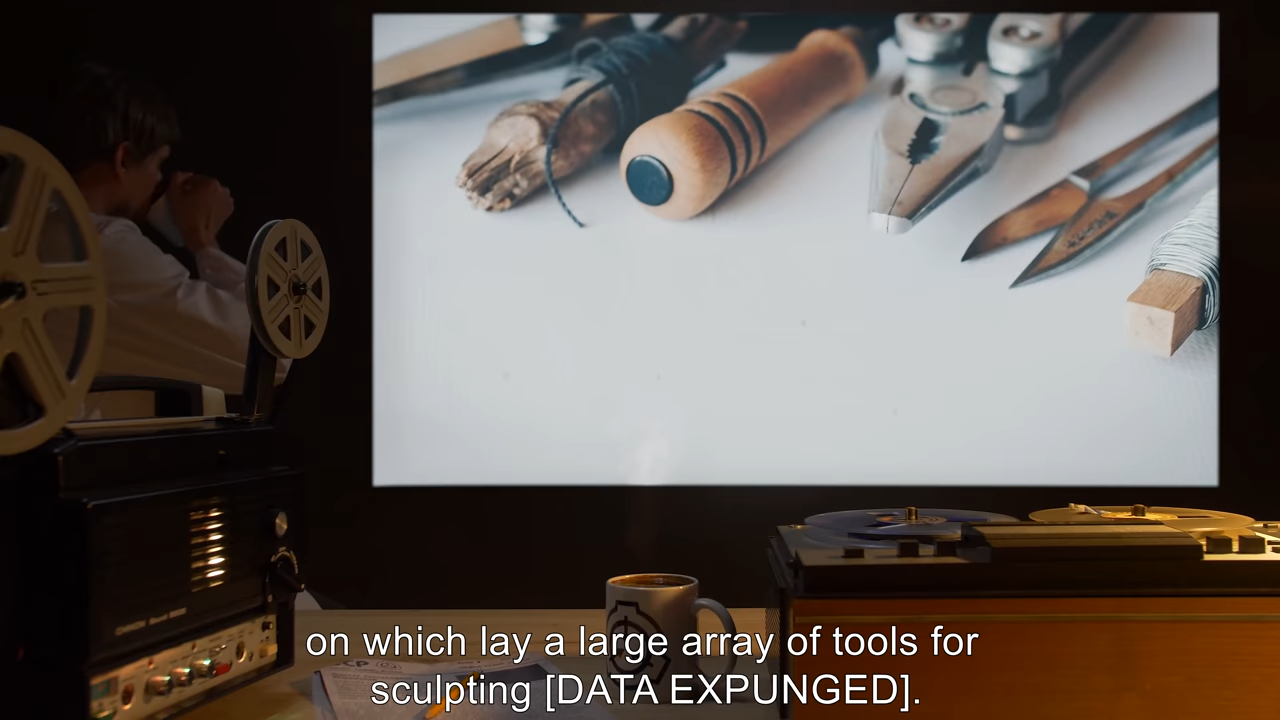 on which lay a large array of tools for
sculpting [DATA EXPUNGED].